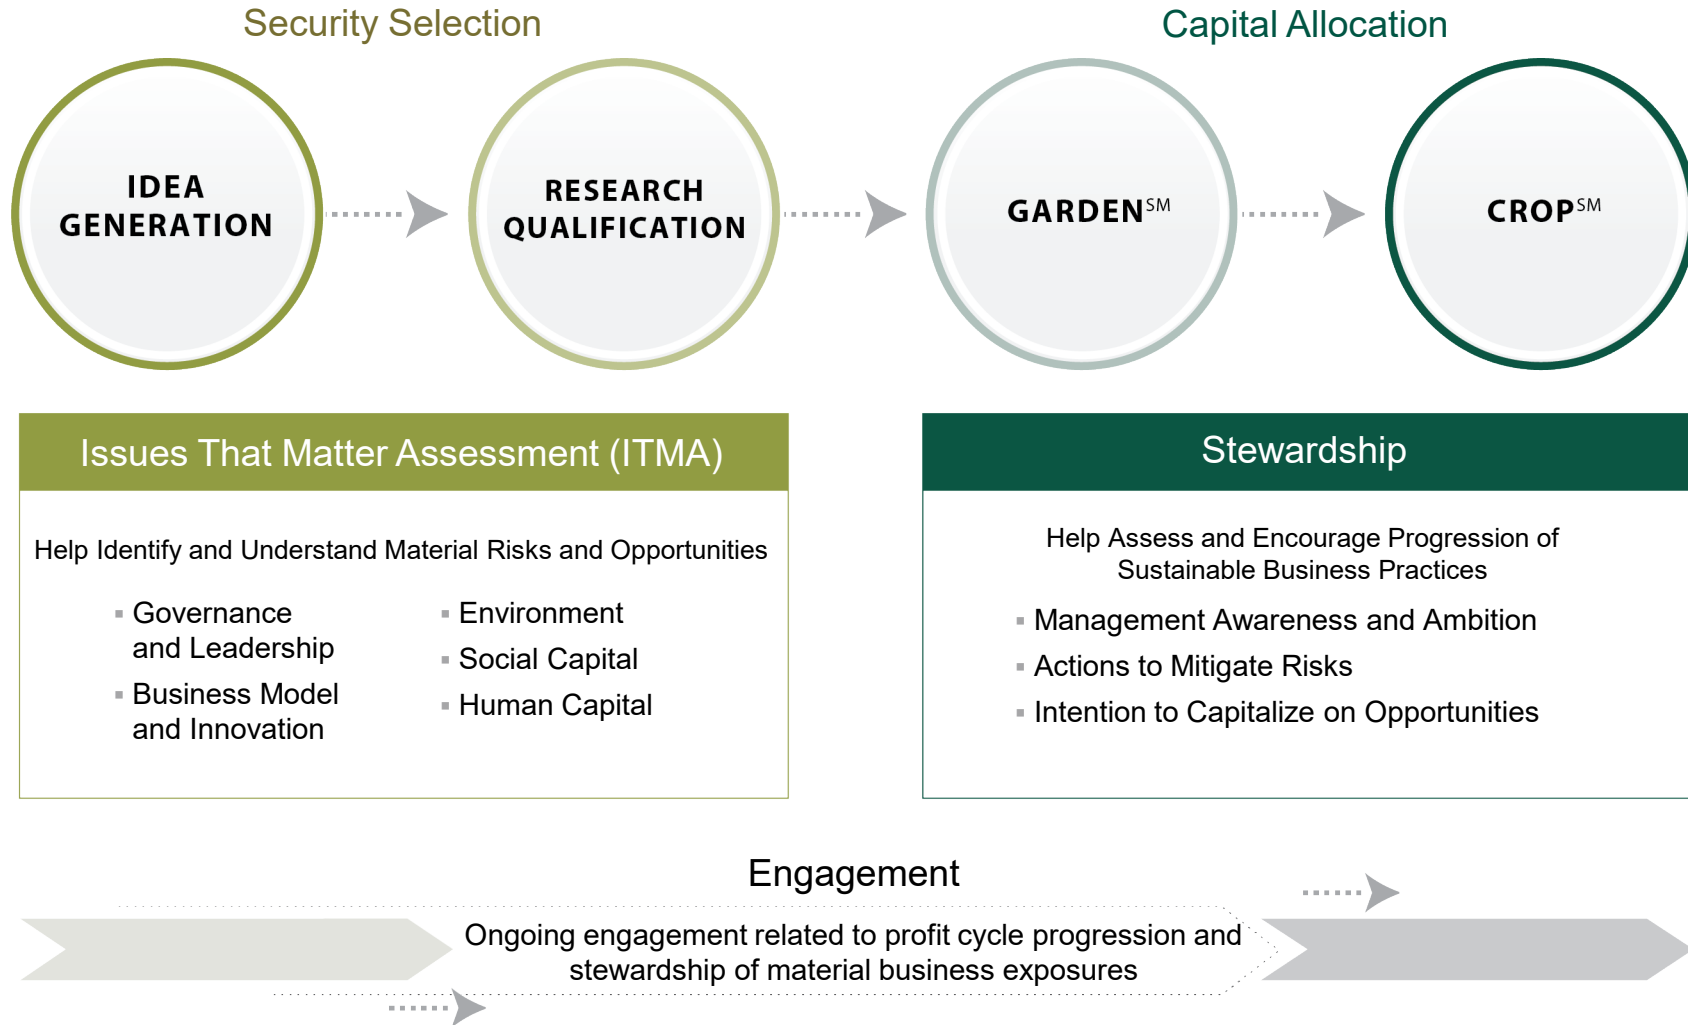 Security Selection
Capital Allocation
IDEA
GENERATION
RESEARCH
QUALIFICATION
GARDEN℠
CROP℠
Issues That Matter Assessment (ITMA)
Help Identify and Understand Material Risks and Opportunities
▪ Governance
and Leadership
▪ Business Model
and Innovation
▪ Environment
▪ Social Capital
▪ Human Capital
Stewardship
Help Assess and Encourage Progression of
Sustainable Business Practices
▪ Management Awareness and Ambition
▪ Actions to Mitigate Risks
▪ Intention to Capitalize on Opportunities
Engagement
Ongoing engagement related to profit cycle progression and
stewardship of material business exposures